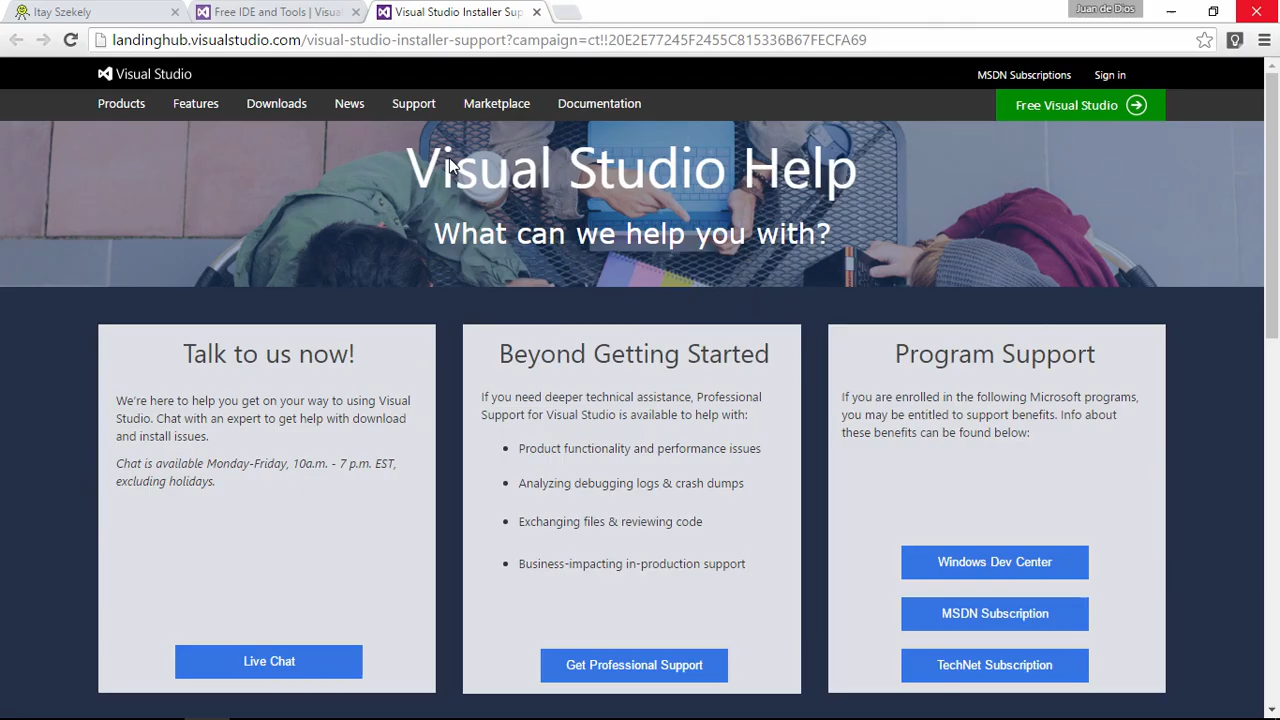 Itay Szekely
Free IDE and Tools | Visual
Visual Studio Installer Sup
Juan de Dios
landinghub.visualstudio.com/visual-studio-installer-support?campaign=ct!!20E2E77245F2455C815336B67FECFA69
Visual Studio
MSDN Subscriptions
Sign in
Products
Features
Downloads
News
Support
Marketplace
Documentation
Free Visual Studio
Visual Studio Help
What can we help you with?
Talk to us now!
We're here to help you get on your way to using Visual
Studio. Chat with an expert to get help with download
and install issues.
Chat is available Monday-Friday, 10a.m. - 7 p.m. EST,
excluding holidays.
Live Chat
Beyond Getting Started
If you need deeper technical assistance, Professional
Support for Visual Studio is available to help with:
Product functionality and performance issues
Analyzing debugging logs & crash dumps
Exchanging files & reviewing code
Business-impacting in-production support
Get Professional Support
Program Support
If you are enrolled in the following Microsoft programs,
you may be entitled to support benefits. Info about
these benefits can be found below:
Windows Dev Center
MSDN Subscription
TechNet Subscription